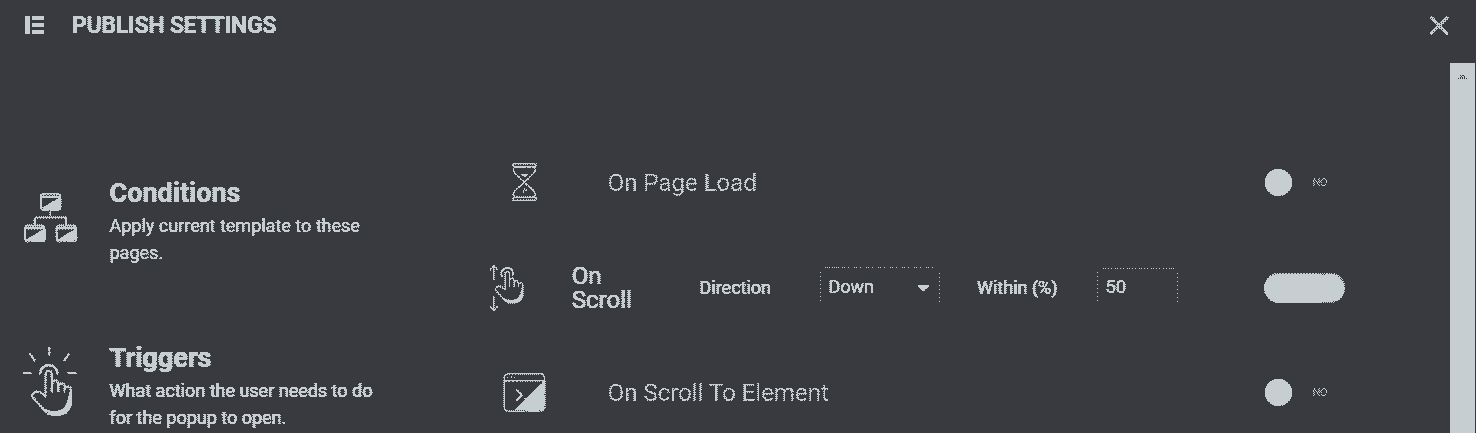 PUBLISH SETTINGS
Conditions
Apply current template to these
pages.
Triggers
What action the user needs to do
for the popup to open.
On Page Load
NO
On
Scroll
Direction
Down
Within (%)
50
On Scroll To Element
NO